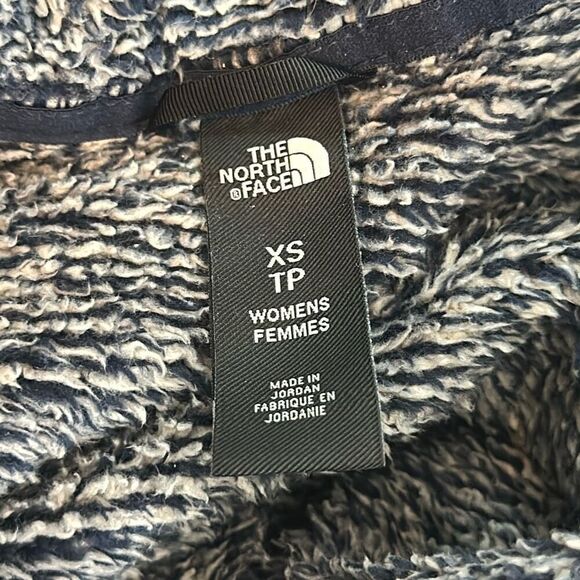 THE
NORTH
® FACE
XS
TP
WOMENS
FEMMES
MADE IN
JORDAN
FABRIQUE EN
JORDANIE